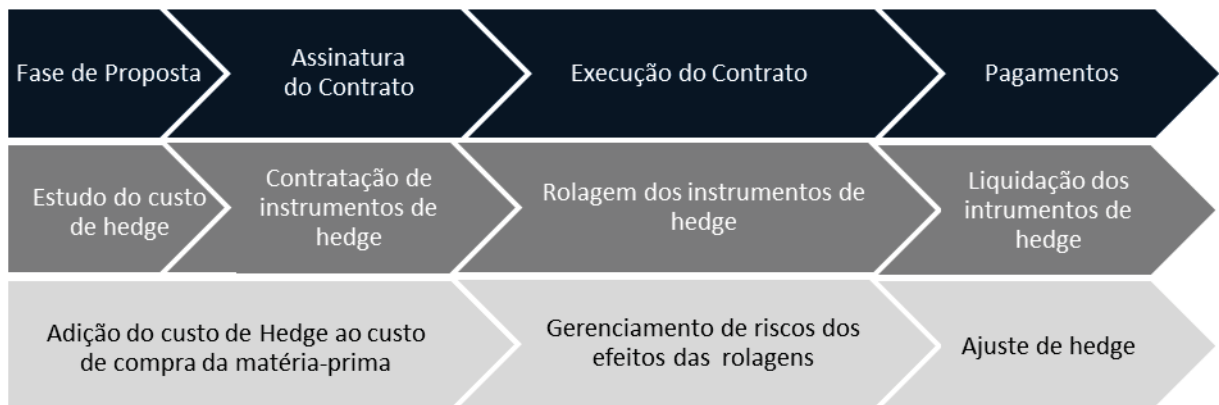 Fase de Proposta
Assinatura
do Contrato
Execução do Contrato
Pagamentos
Estudo do custo
de hedge
Contratação de
instrumentos de
hedge
Rolagem dos instrumentos de
hedge
Liquidação dos
intrumentos de
hedge
Adição do custo de Hedge ao custo
de compra da matéria-prima
Gerenciamento de riscos dos
efeitos das rolagens
Ajuste de hedge